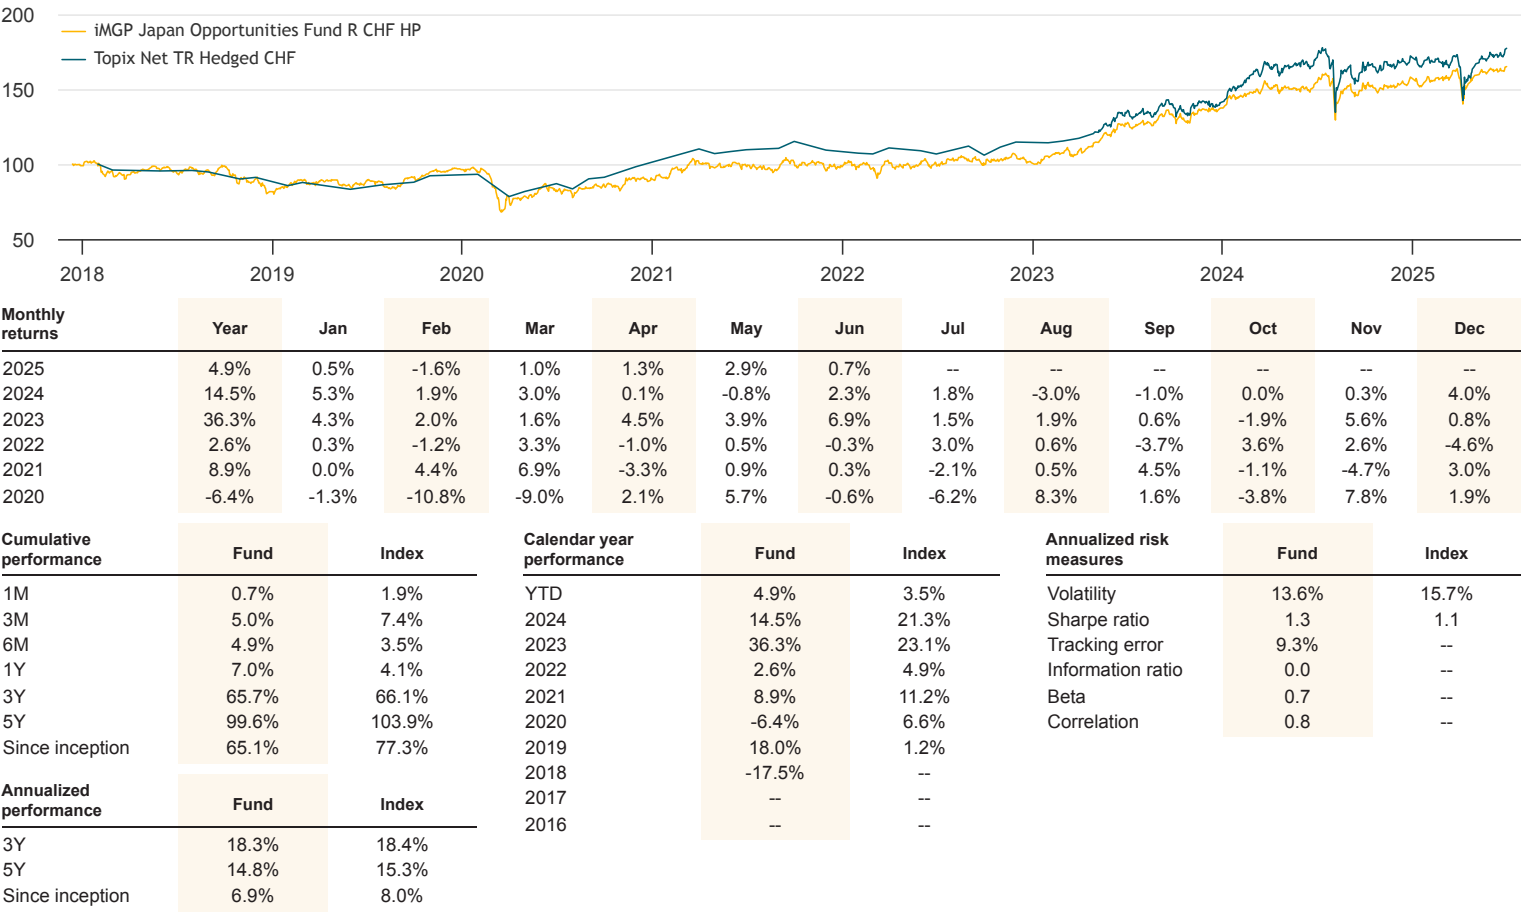 200
iMGP Japan Opportunities Fund R CHF HP
Topix Net TR Hedged CHF
150
100
50
2018 2019 2020 2021 2022 2023 2024 2025
Monthly
returns Year Jan Feb Mar Apr May Jun Jul Aug Sep Oct Nov Dec
2025 4.9% 0.5% -1.6% 1.0% 1.3% 2.9% 0.7% -- -- -- -- -- --
2024 14.5% 5.3% 1.9% 3.0% 0.1% -0.8% 2.3% 1.8% -3.0% -1.0% 0.0% 0.3% 4.0%
2023 36.3% 4.3% 2.0% 1.6% 4.5% 3.9% 6.9% 1.5% 1.9% 0.6% -1.9% 5.6% 0.8%
2022 2.6% 0.3% -1.2% 3.3% -1.0% 0.5% -0.3% 3.0% 0.6% -3.7% 3.6% 2.6% -4.6%
2021 8.9% 0.0% 4.4% 6.9% -3.3% 0.9% 0.3% -2.1% 0.5% 4.5% -1.1% -4.7% 3.0%
2020 -6.4% -1.3% -10.8% -9.0% 2.1% 5.7% -0.6% -6.2% 8.3% 1.6% -3.8% 7.8% 1.9%
Cumulative
performance Fund Index
1M 0.7% 1.9%
3M 5.0% 7.4%
6M 4.9% 3.5%
1Y 7.0% 4.1%
3Y 65.7% 66.1%
5Y 99.6% 103.9%
Since inception 65.1% 77.3%
Annualized
performance Fund Index
3Y 18.3% 18.4%
5Y 14.8% 15.3%
Since inception 6.9% 8.0%
Calendar year
performance Fund Index
YTD 4.9% 3.5%
2024 14.5% 21.3%
2023 36.3% 23.1%
2022 2.6% 4.9%
2021 8.9% 11.2%
2020 -6.4% 6.6%
2019 18.0% 1.2%
2018 -17.5% --
2017 -- --
2016 -- --
Annualized risk
measures Fund Index
Volatility 13.6% 15.7%
Sharpe ratio 1.3 1.1
Tracking error 9.3% --
Information ratio 0.0 --
Beta 0.7 --
Correlation 0.8 --